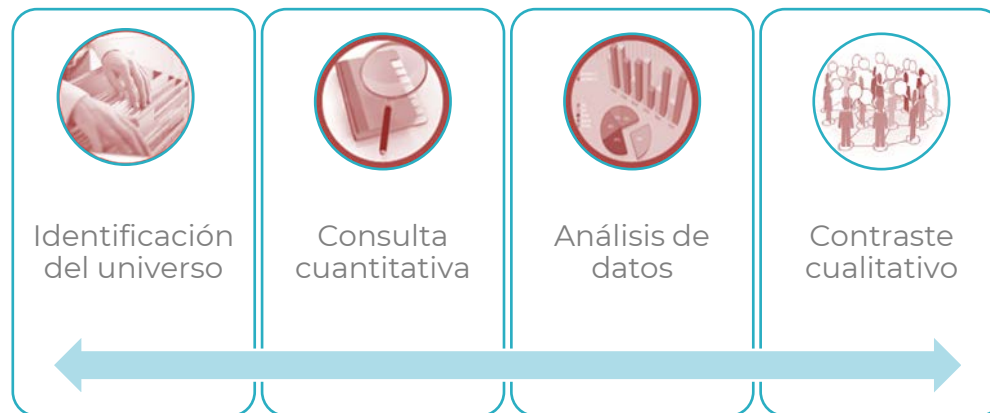 Identificación
del universo
Consulta
cuantitativa
Análisis de
datos
Contraste
cualitativo